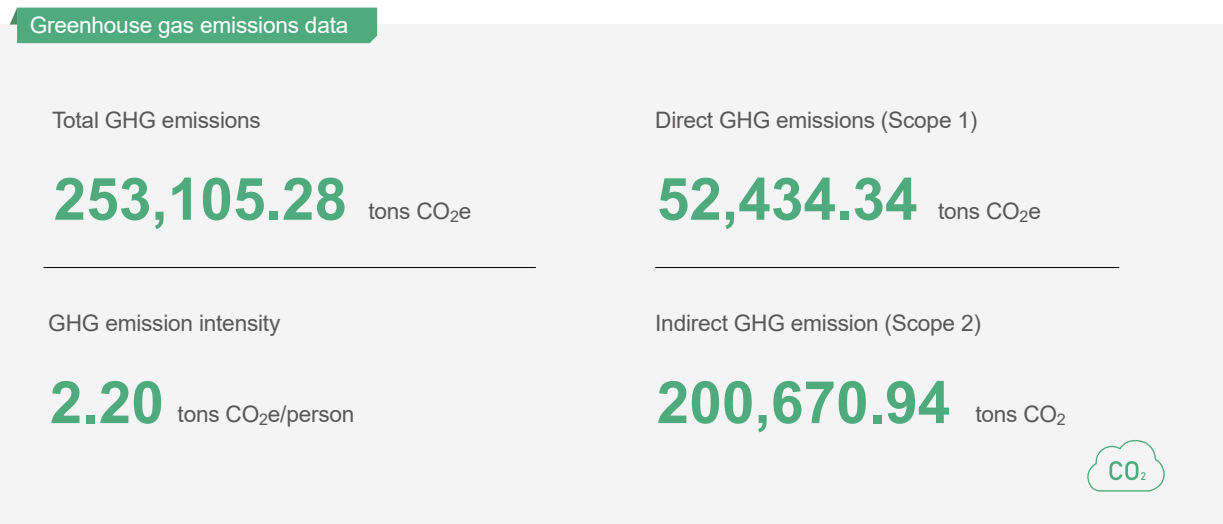 Greenhouse gas emissions data
Total GHG emissions
253,105.28 tons CO₂e
Direct GHG emissions (Scope 1)
52,434.34 tons CO₂e
GHG emission intensity
2.20 tons CO₂e/person
Indirect GHG emission (Scope 2)
200,670.94 tons CO₂
CO₂